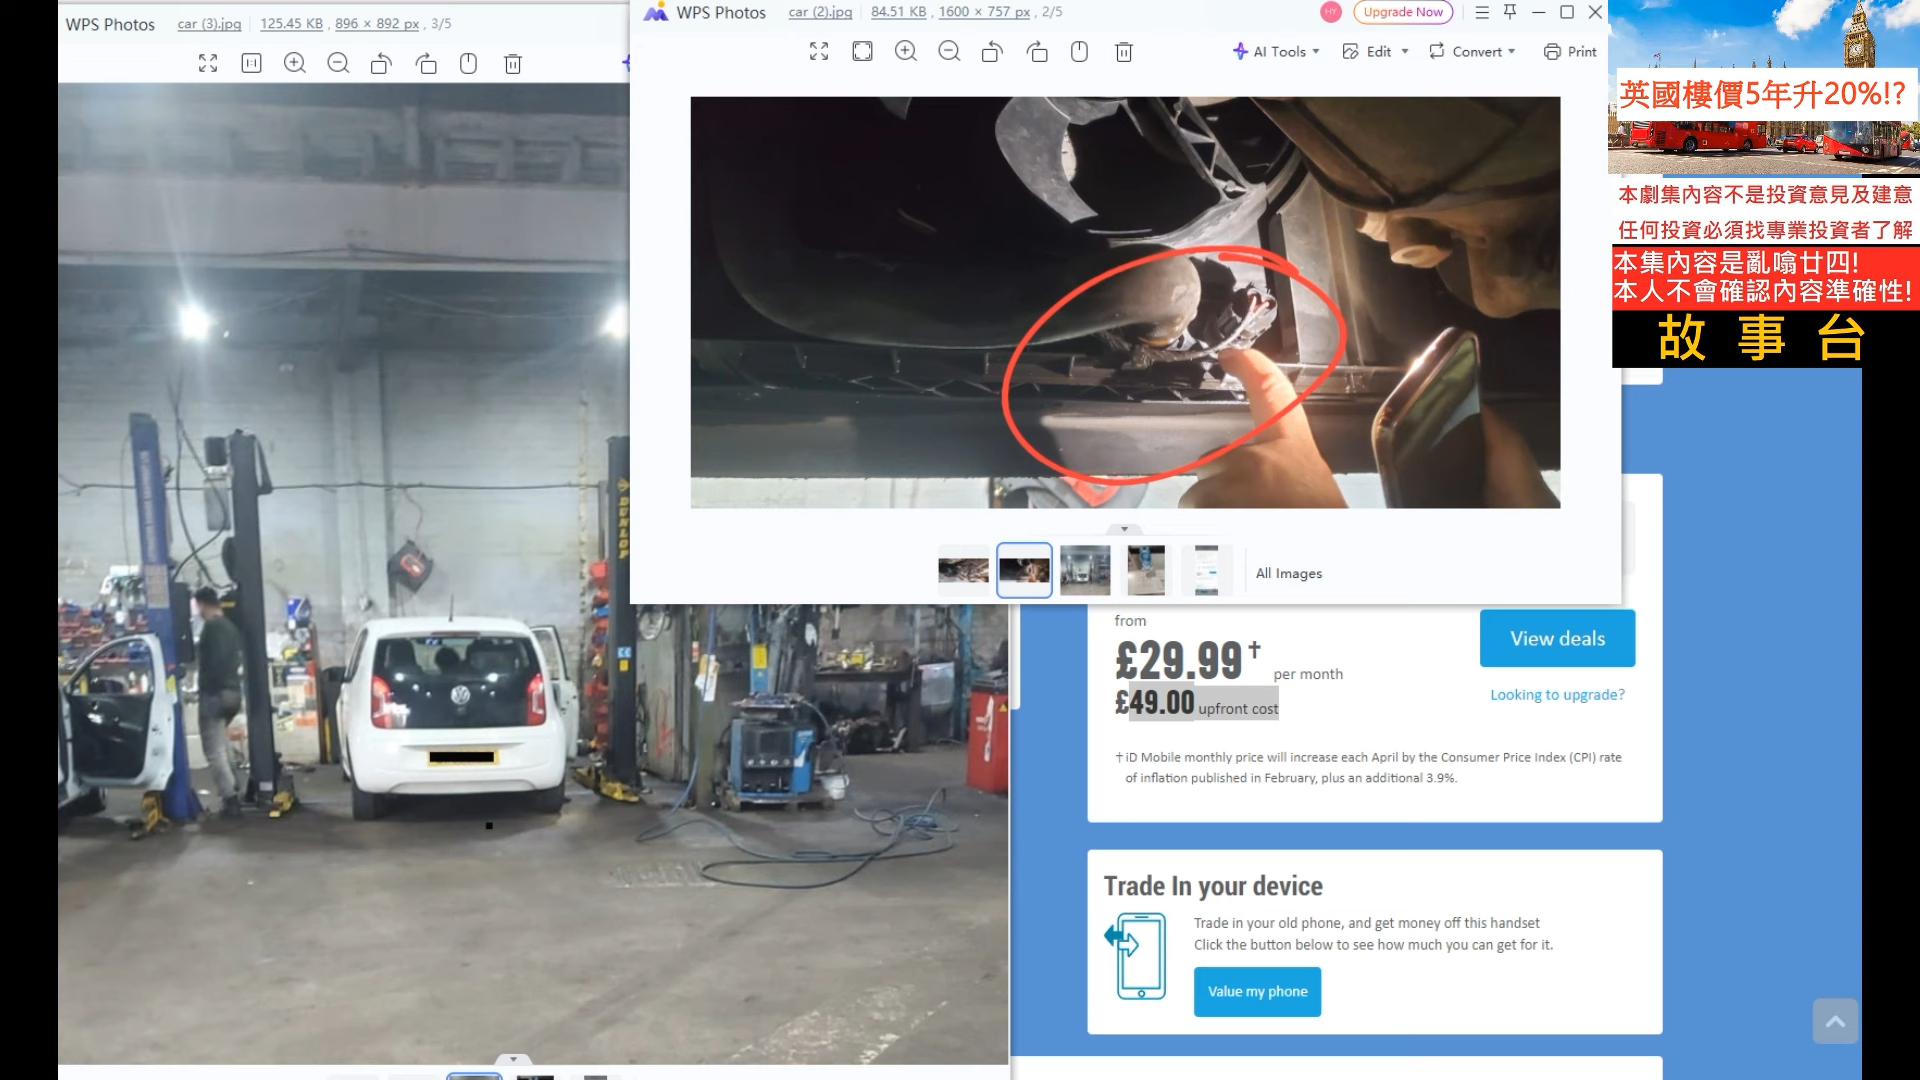 WPS Photos
car (3).jpg
125.45 KB , 896 × 892 px , 3/5
WPS Photos
car (2).jpg
84.51 KB , 1600 × 757 px , 2/5
HY
Upgrade Now
AI Tools
Edit
Convert
Print
英國樓價5年升20%!?
本劇集內容不是投資意見及建意
任何投資必須找專業投資者了解
本集內容是亂噏廿四!
本人不會確認內容準確性!
故事台
DUNLOP
All Images
from
£29.99† per month
£49.00 upfront cost
View deals
Looking to upgrade?
† iD Mobile monthly price will increase each April by the Consumer Price Index (CPI) rate
of inflation published in February, plus an additional 3.9%.
Trade In your device
Trade in your old phone, and get money off this handset
Click the button below to see how much you can get for it.
Value my phone